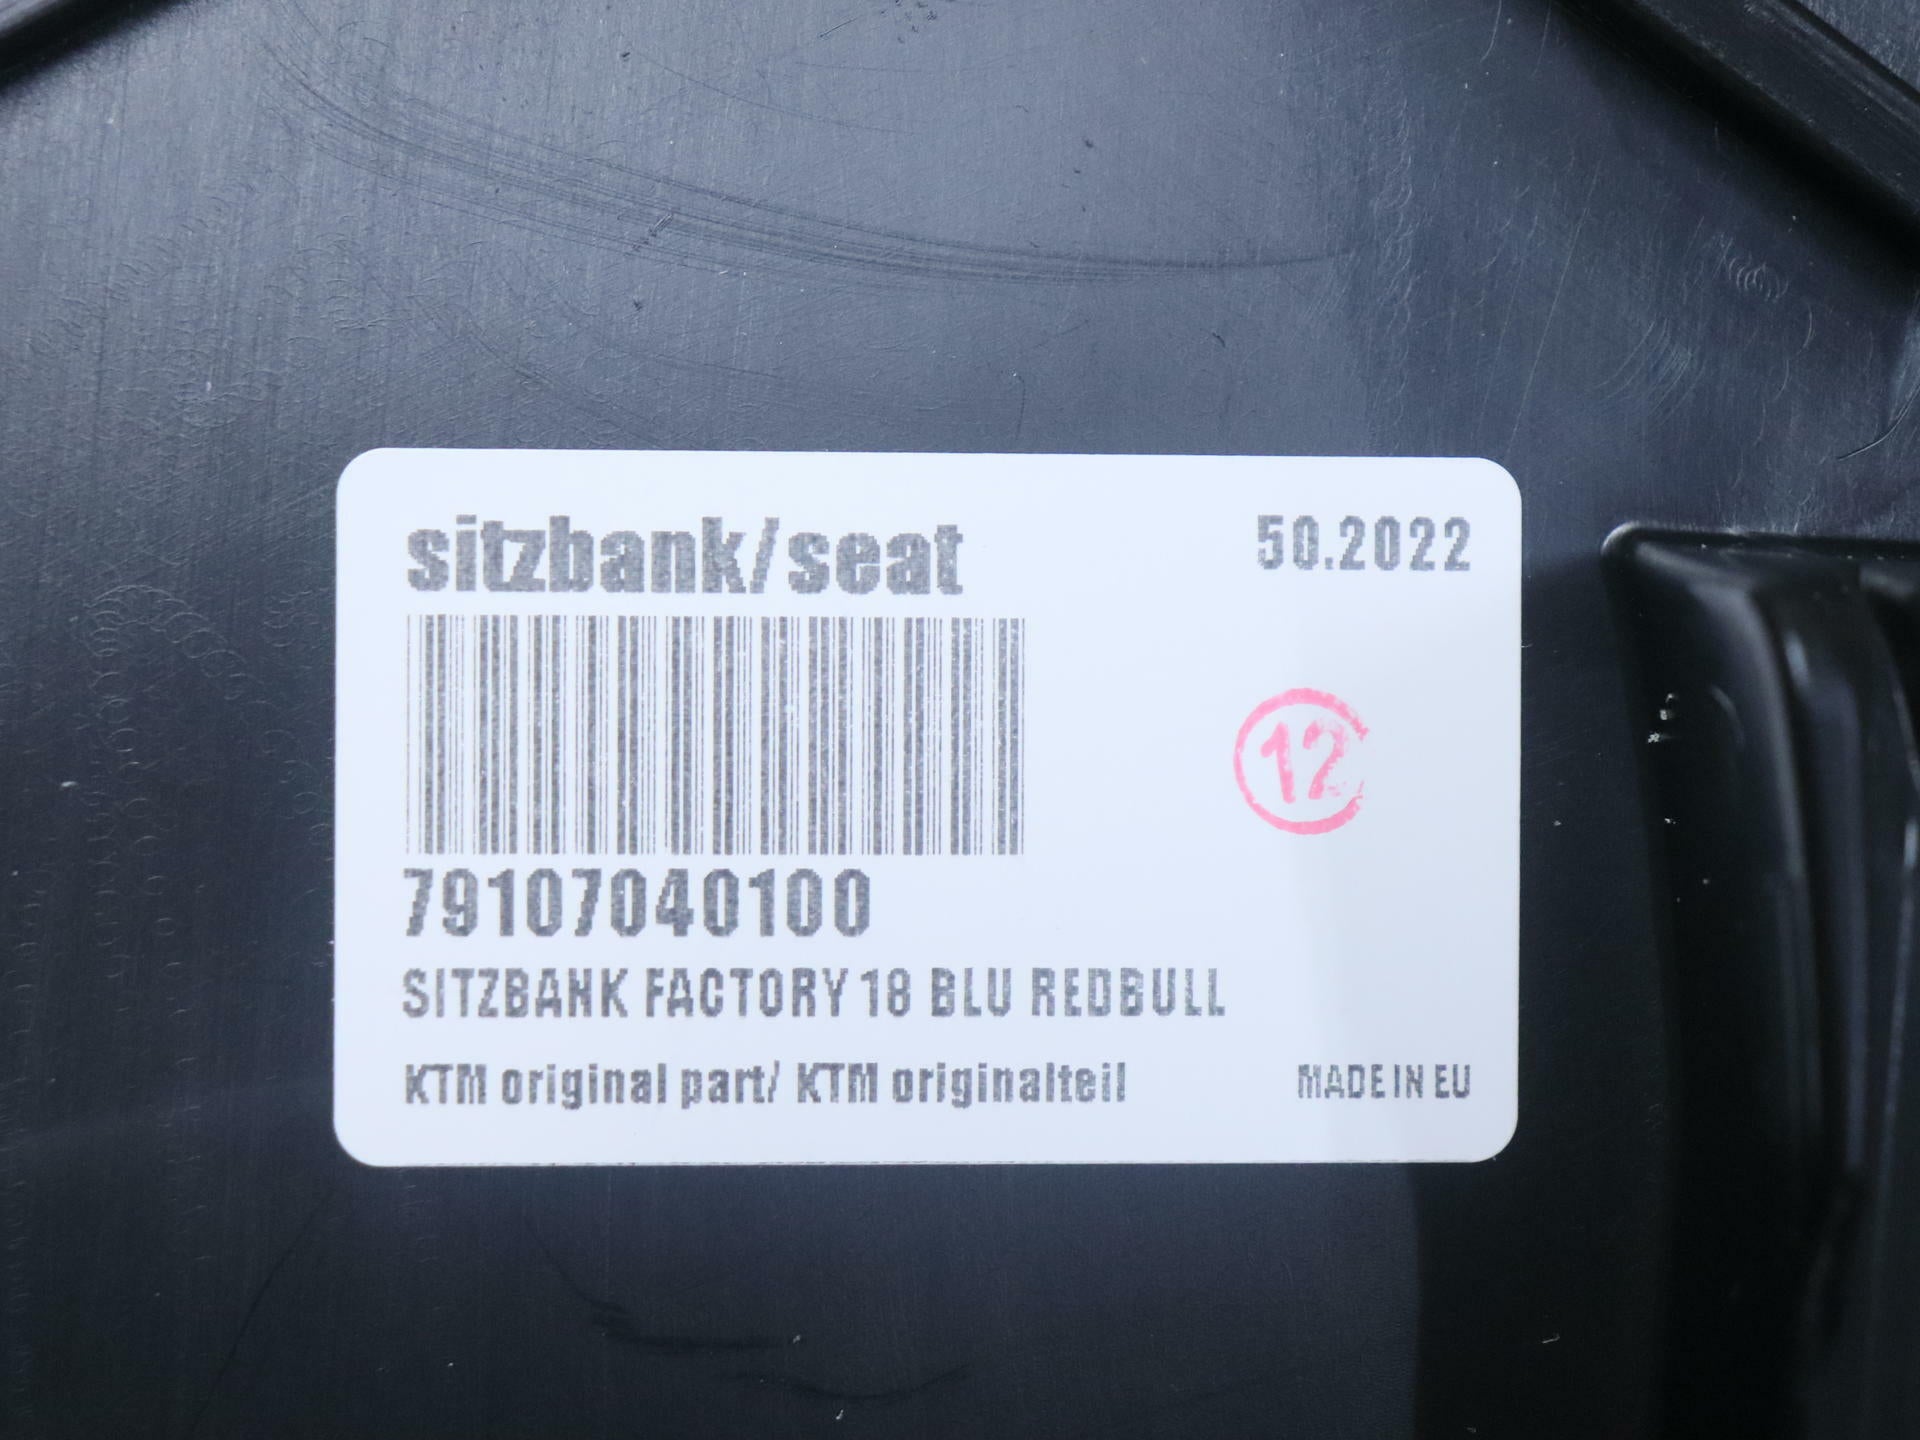 sitzbank/seat
50.2022
12
79107040100
SITZBANK FACTORY 18 BLU REDBULL
KTM original part/ KTM originalteil
MADE IN EU